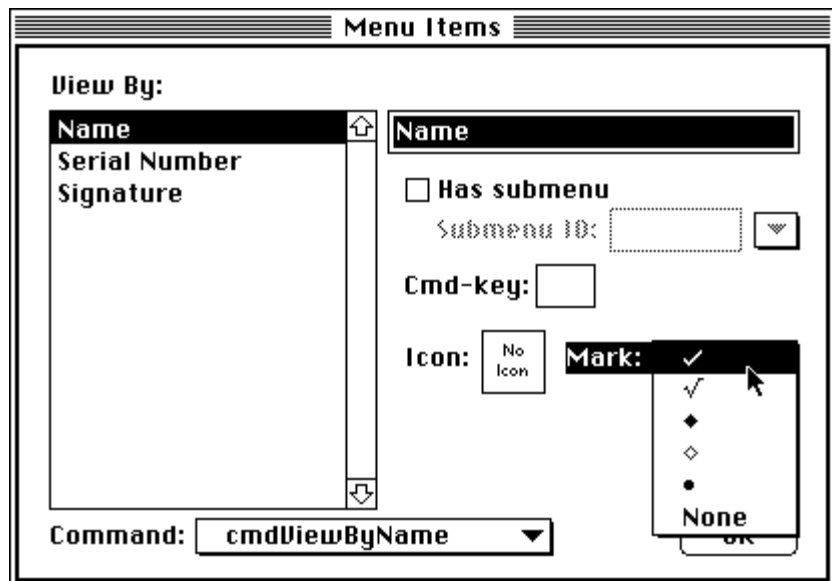 Menu Items
View By:
Name
Serial Number
Signature
Name
Has submenu
Submenu ID:
Cmd-key:
Icon:
No
Icon
Mark:
✓
√
◆
◇
●
None
OK
Command:
cmdViewByName